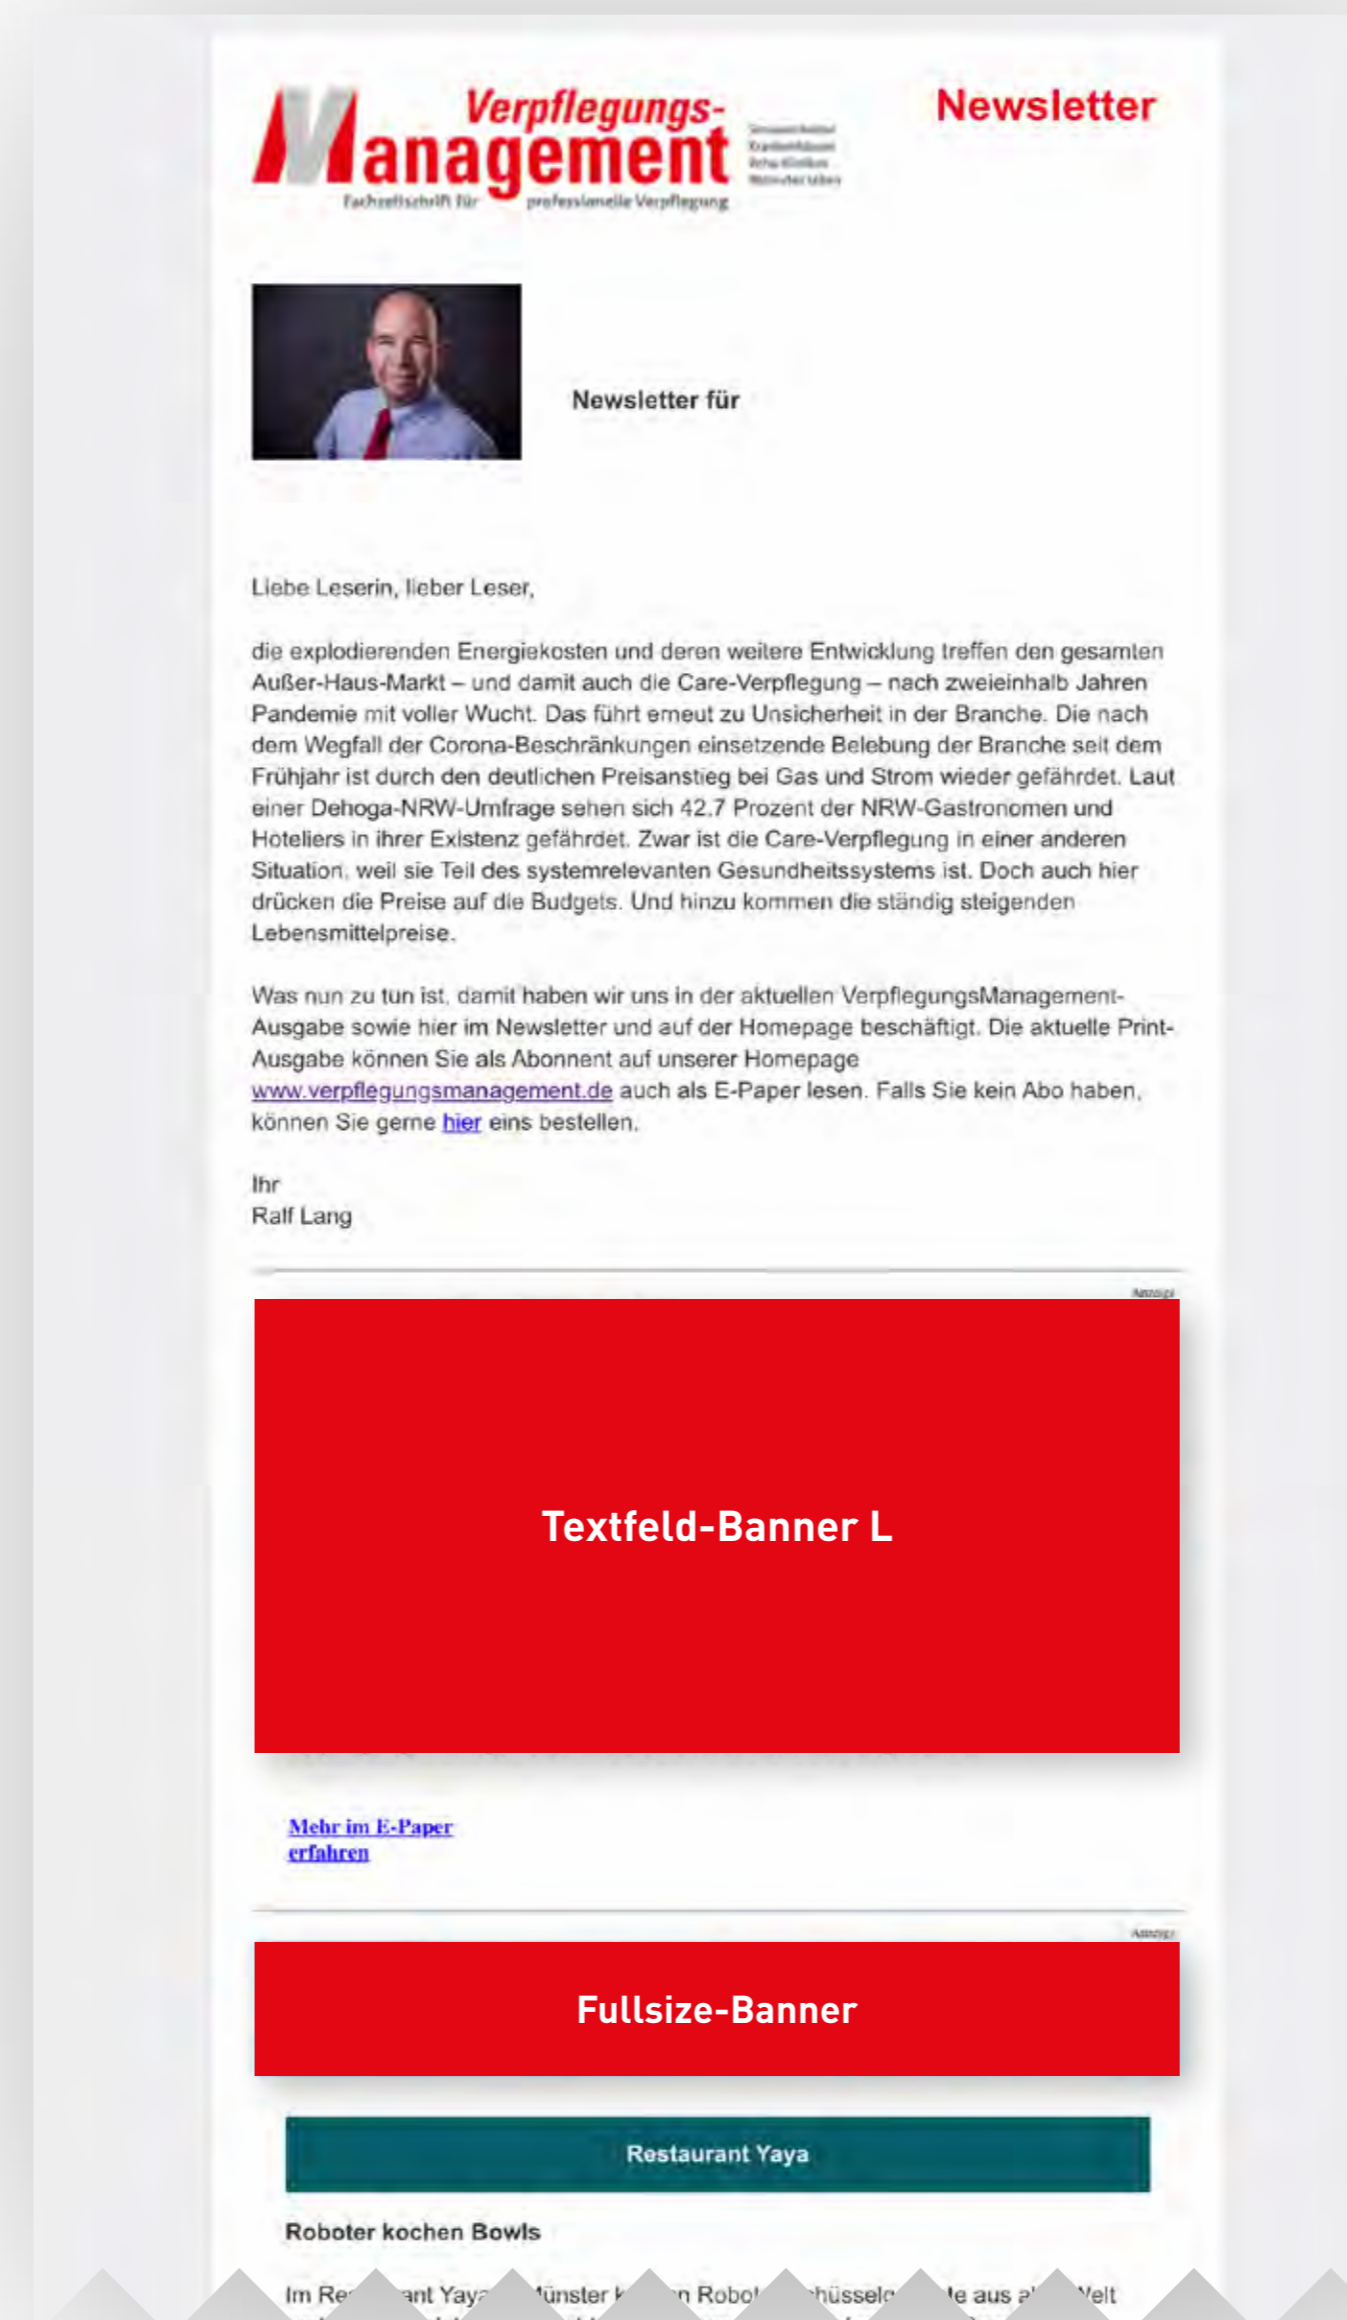 Verpflegungs-
Management
Fachzeitschrift für professionelle Verpflegung
Newsletter
Newsletter für
Liebe Leserin, lieber Leser,
die explodierenden Energiekosten und deren weitere Entwicklung treffen den gesamten
Außer-Haus-Markt – und damit auch die Care-Verpflegung – nach zweieinhalb Jahren
Pandemie mit voller Wucht. Das führt erneut zu Unsicherheit in der Branche. Die nach
dem Wegfall der Corona-Beschränkungen einsetzende Belebung der Branche seit dem
Frühjahr ist durch den deutlichen Preisanstieg bei Gas und Strom wieder gefährdet. Laut
einer Dehoga-NRW-Umfrage sehen sich 42,7 Prozent der NRW-Gastronomen und
Hoteliers in ihrer Existenz gefährdet. Zwar ist die Care-Verpflegung in einer anderen
Situation, weil sie Teil des systemrelevanten Gesundheitssystems ist. Doch auch hier
drücken die Preise auf die Budgets. Und hinzu kommen die ständig steigenden
Lebensmittelpreise.
Was nun zu tun ist, damit haben wir uns in der aktuellen VerpflegungsManagement-
Ausgabe sowie hier im Newsletter und auf der Homepage beschäftigt. Die aktuelle Print-
Ausgabe können Sie als Abonnent auf unserer Homepage
www.verpflegungsmanagement.de auch als E-Paper lesen. Falls Sie kein Abo haben,
können Sie gerne hier eins bestellen.
Ihr
Ralf Lang
Textfeld-Banner L
Mehr im E-Paper
erfahren
Fullsize-Banner
Restaurant Yaya
Roboter kochen Bowls
Im